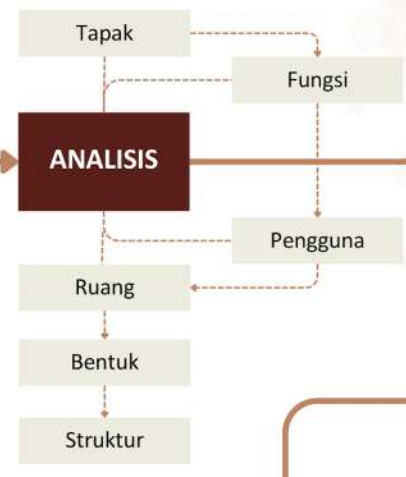 Tapak
Fungsi
ANALISIS
Pengguna
Ruang
Bentuk
Struktur